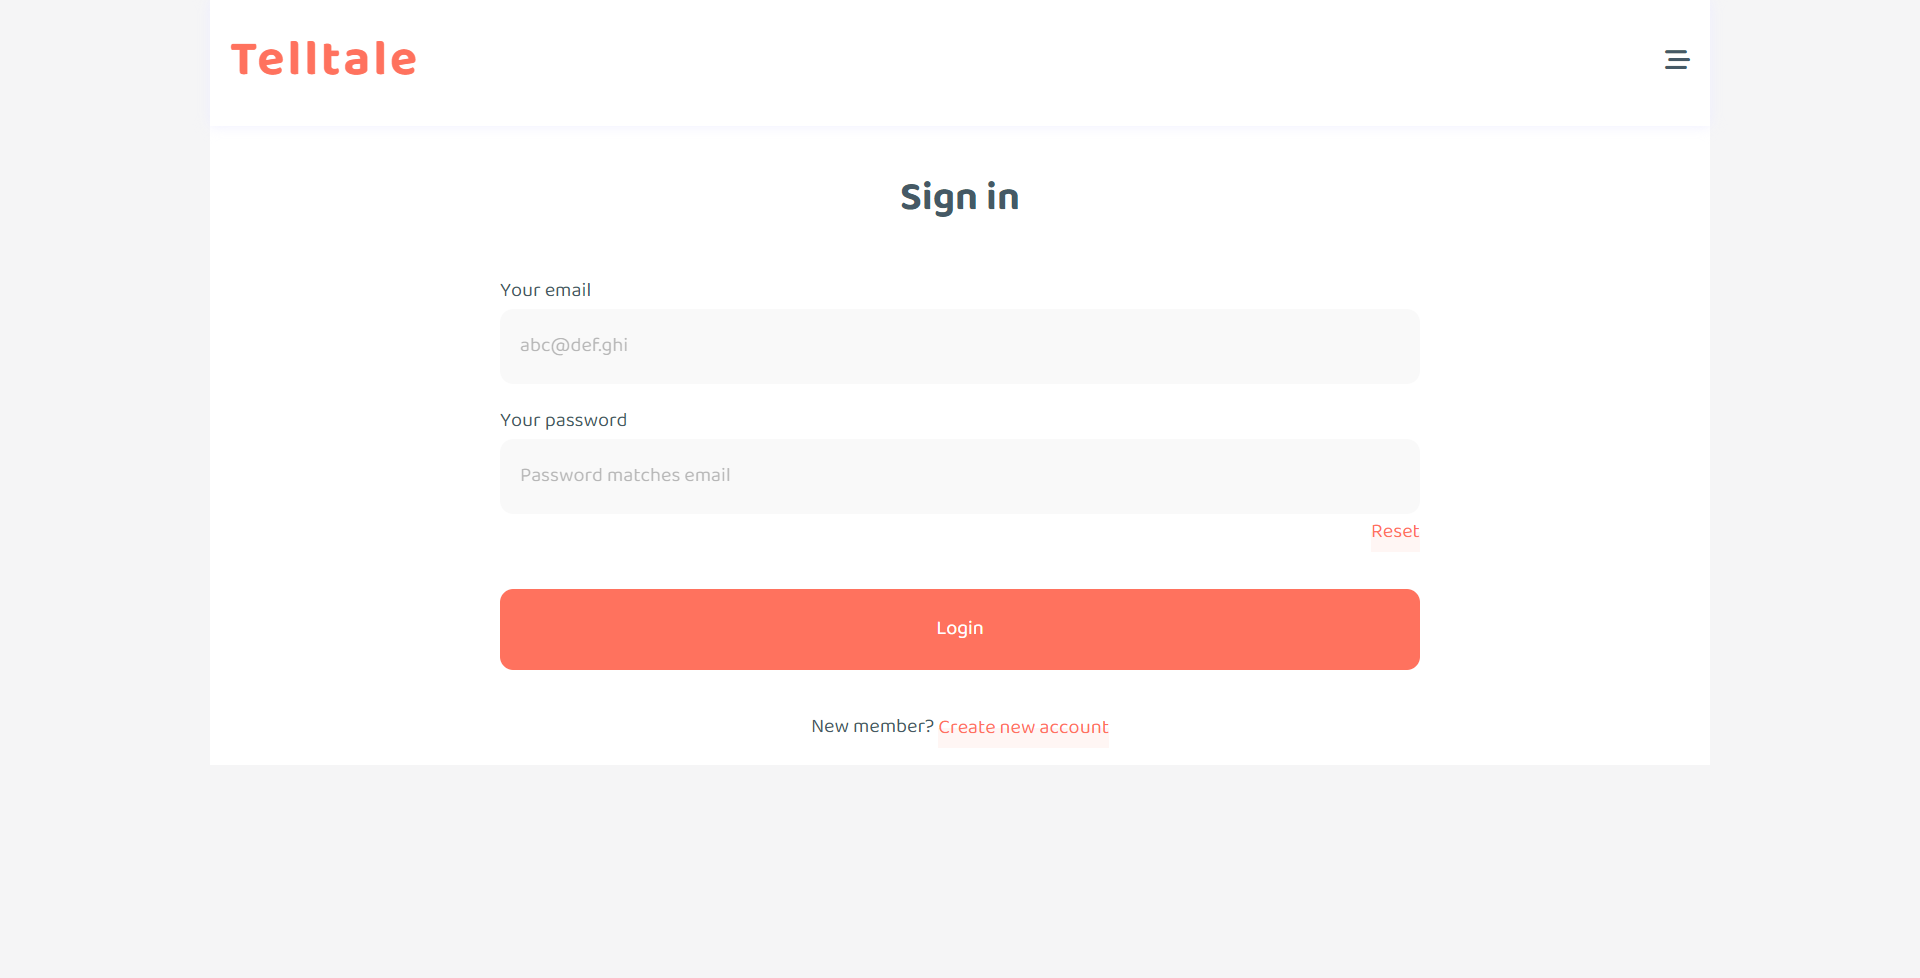 Telltale
Sign in
Your email
abc@def.ghi
Your password
Password matches email
Reset
Login
New member? Create new account